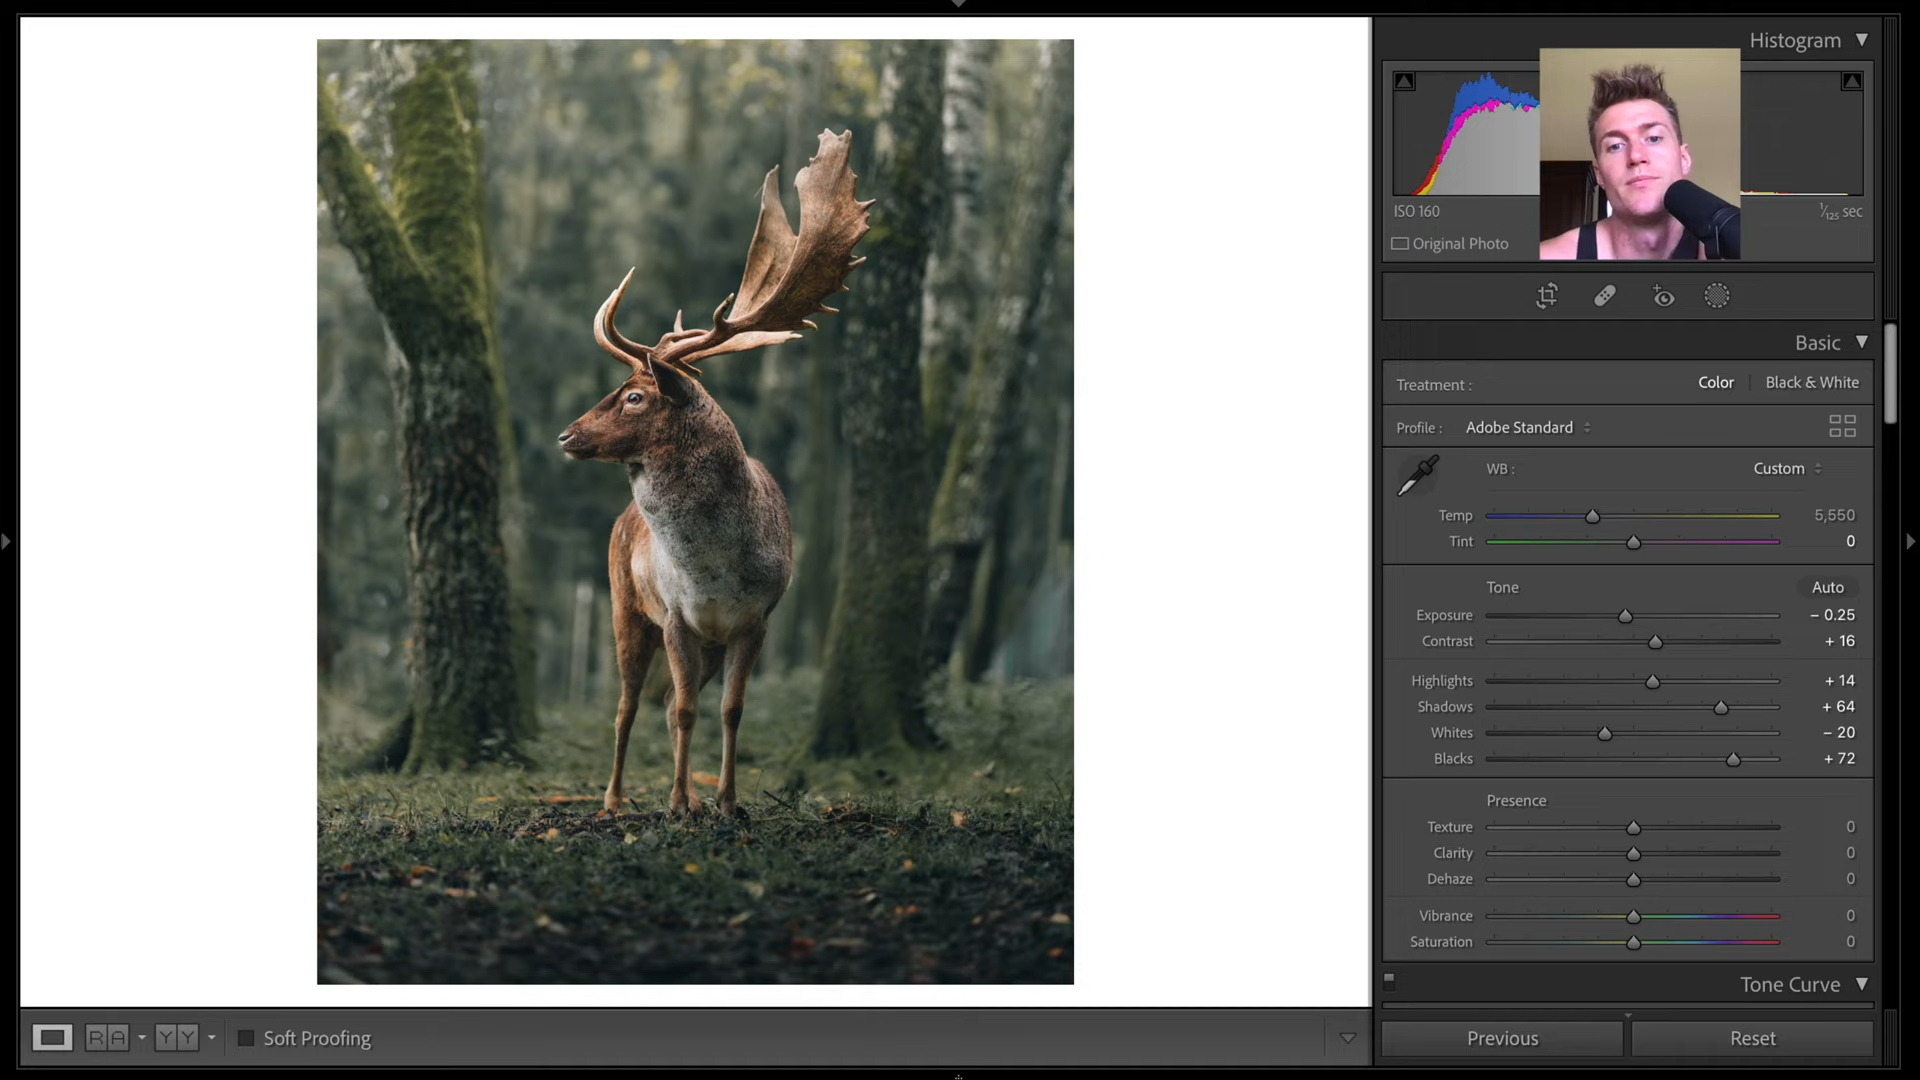 Histogram
ISO 160
1/125 sec
Original Photo
Basic
Treatment :
Color
Black & White
Profile :
Adobe Standard
WB :
Custom
Temp
5,550
Tint
0
Tone
Auto
Exposure
– 0.25
Contrast
+ 16
Highlights
+ 14
Shadows
+ 64
Whites
– 20
Blacks
+ 72
Presence
Texture
0
Clarity
0
Dehaze
0
Vibrance
0
Saturation
0
Tone Curve
R A
Y Y
Soft Proofing
Previous
Reset